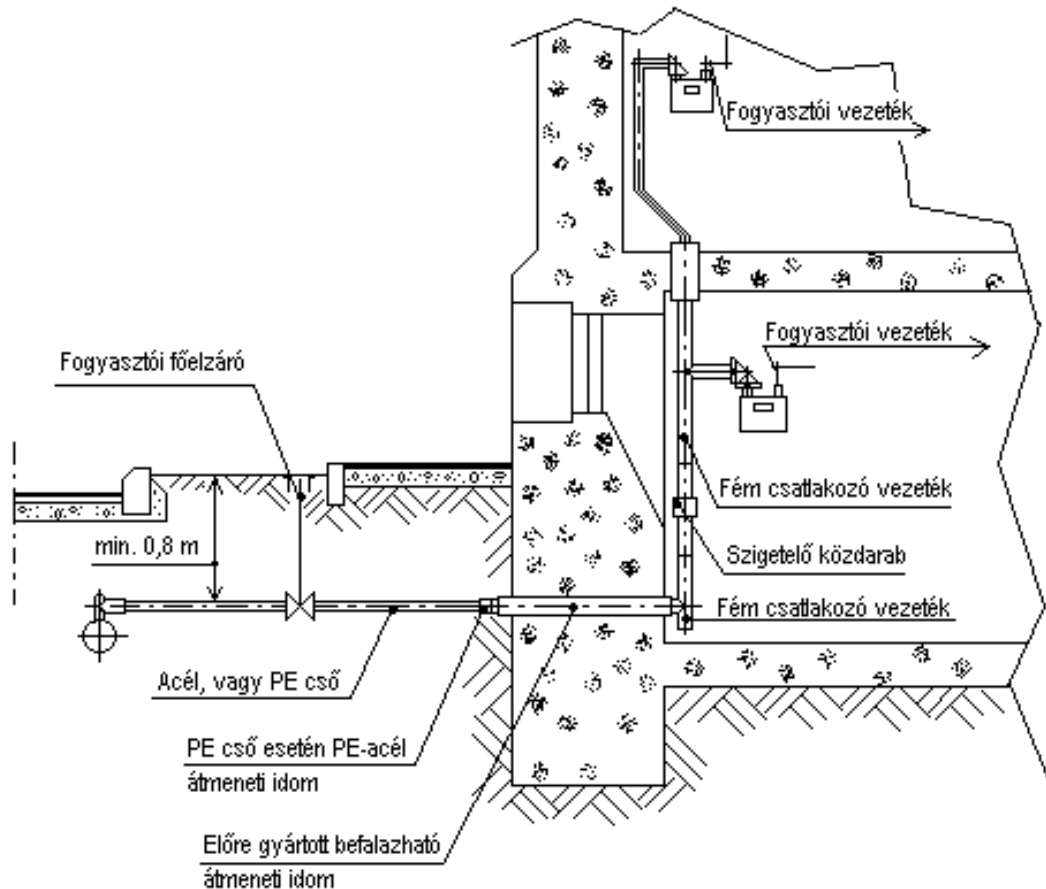 Fogyasztói vezeték
Fogyasztói vezeték
Fogyasztói főelzáró
Fém csatlakozó vezeték
min. 0,8 m
Szigetelő közdarab
Fém csatlakozó vezeték
Acél, vagy PE cső
PE cső esetén PE-acél
átmeneti idom
Előre gyártott befalazható
átmeneti idom